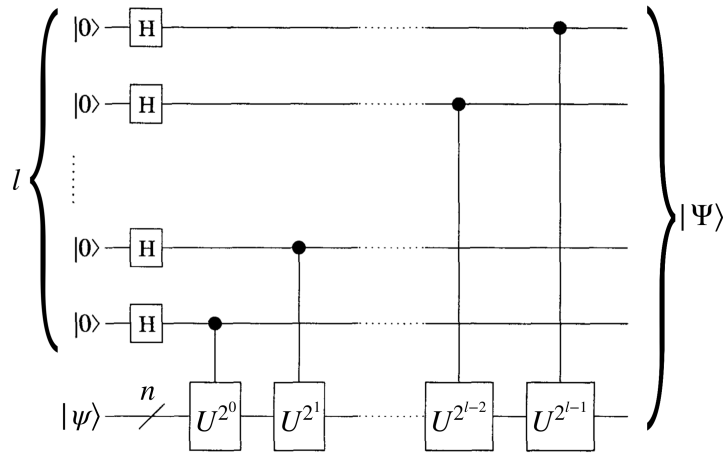 |0⟩ H
|0⟩ H
l
|Ψ⟩
|0⟩ H
|0⟩ H
|ψ⟩ n U^{2^0} U^{2^1} U^{2^{l-2}} U^{2^{l-1}}